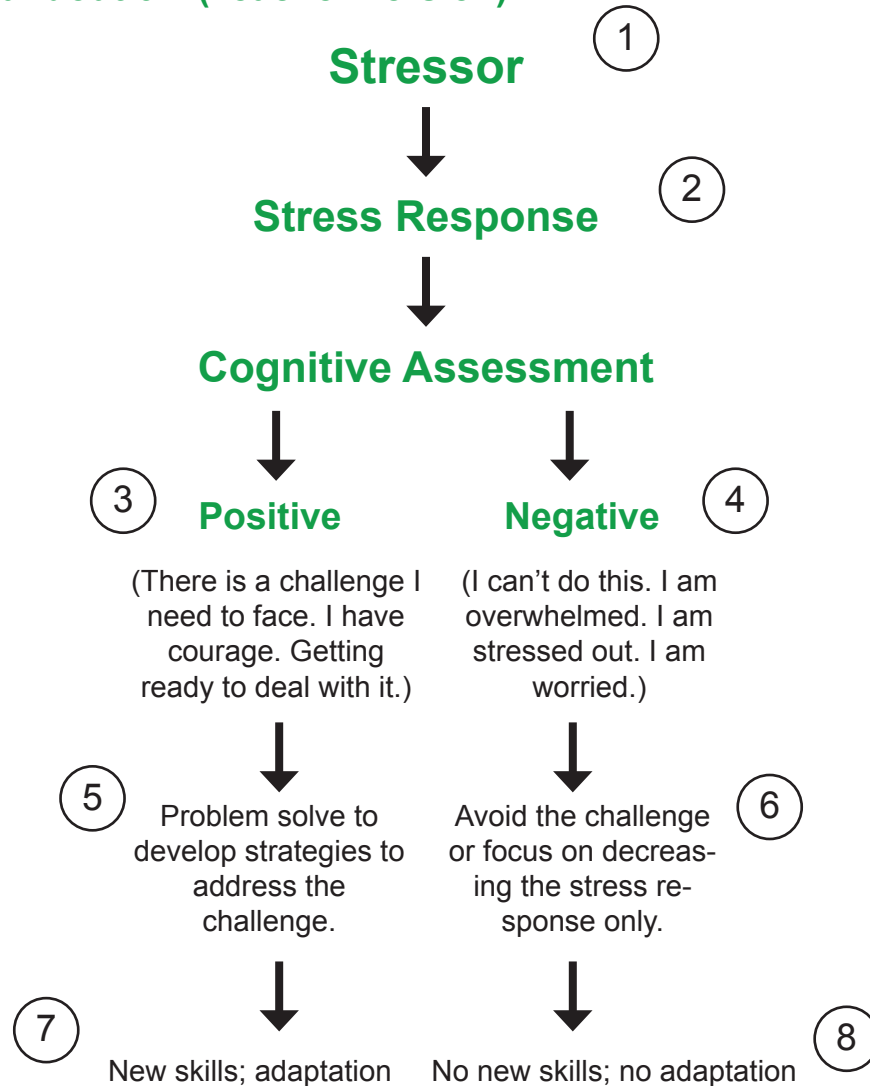 1
Stressor
2
Stress Response
Cognitive Assessment
3
Positive
Negative
4
(There is a challenge I
need to face. I have
courage. Getting
ready to deal with it.)
(I can't do this. I am
overwhelmed. I am
stressed out. I am
worried.)
5
Problem solve to
develop strategies to
address the
challenge.
Avoid the challenge
or focus on decreas-
ing the stress re-
sponse only.
6
7
New skills; adaptation
No new skills; no adaptation
8